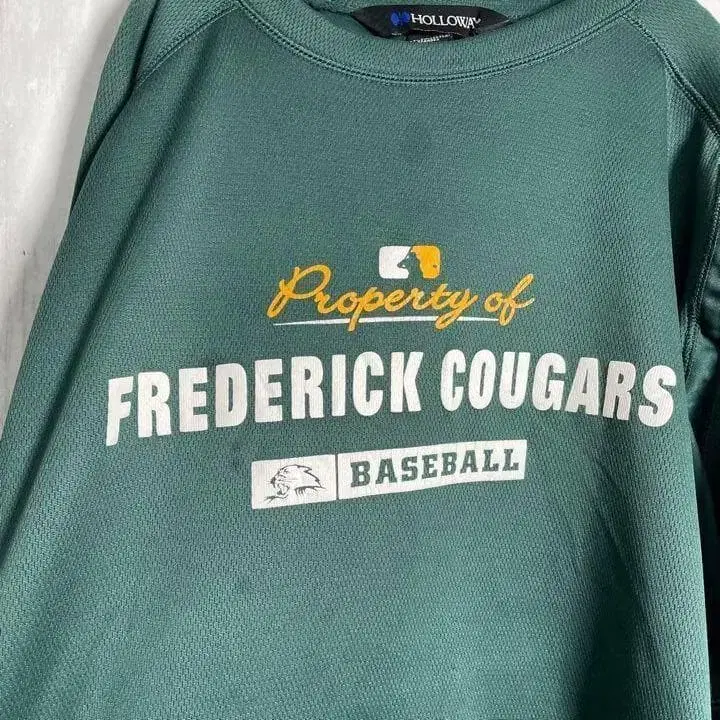 HOLLOWAY
Property of
FREDERICK COUGARS
BASEBALL